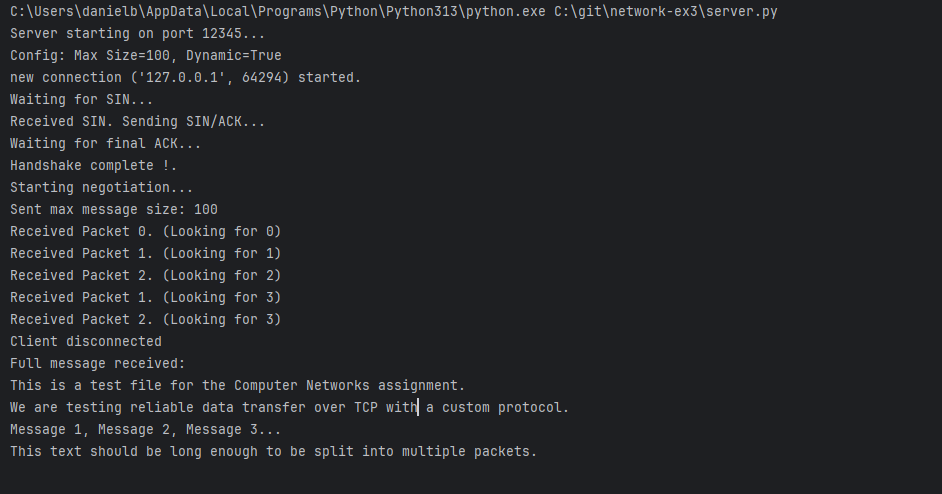 C:\Users\danielb\AppData\Local\Programs\Python\Python313\python.exe C:\git\network-ex3\server.py
Server starting on port 12345...
Config: Max Size=100, Dynamic=True
new connection ('127.0.0.1', 64294) started.
Waiting for SIN...
Received SIN. Sending SIN/ACK...
Waiting for final ACK...
Handshake complete !.
Starting negotiation...
Sent max message size: 100
Received Packet 0. (Looking for 0)
Received Packet 1. (Looking for 1)
Received Packet 2. (Looking for 2)
Received Packet 1. (Looking for 3)
Received Packet 2. (Looking for 3)
Client disconnected
Full message received:
This is a test file for the Computer Networks assignment.
We are testing reliable data transfer over TCP with a custom protocol.
Message 1, Message 2, Message 3...
This text should be long enough to be split into multiple packets.